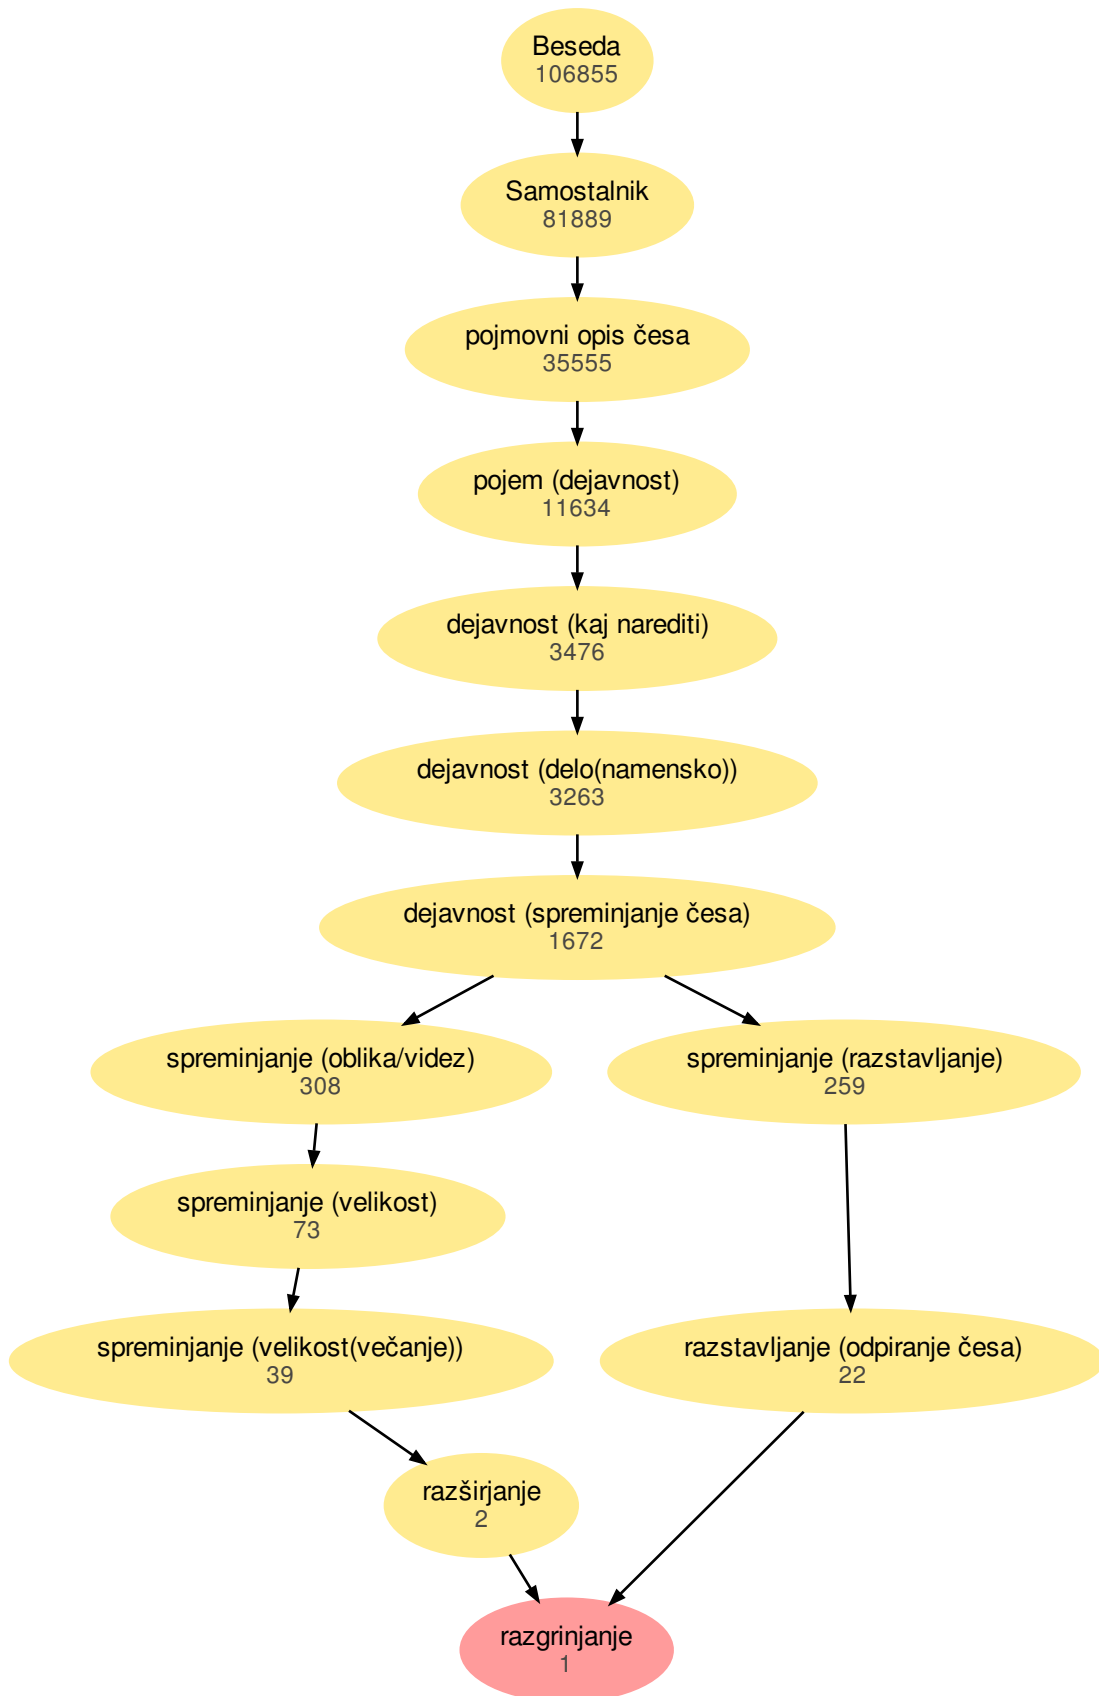 Beseda
106855
Samostalnik
81889
pojmovni opis česa
35555
pojem (dejavnost)
11634
dejavnost (kaj narediti)
3476
dejavnost (delo(namensko))
3263
dejavnost (spreminjanje česa)
1672
spreminjanje (oblika/videz)
308
spreminjanje (razstavljanje)
259
spreminjanje (velikost)
73
spreminjanje (velikost(večanje))
39
razstavljanje (odpiranje česa)
22
razširjanje
2
razgrinjanje
1